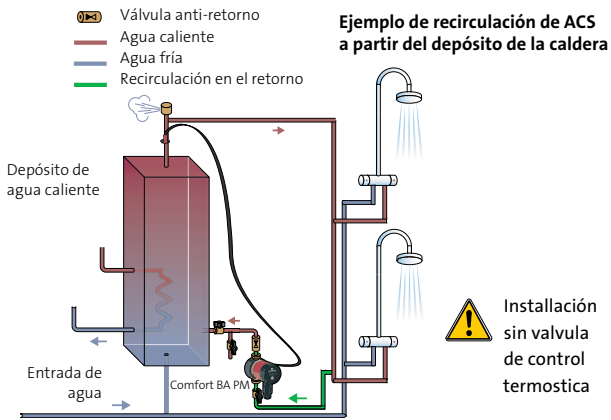 Válvula anti-retorno
Agua caliente
Agua fría
Recirculación en el retorno
Ejemplo de recirculación de ACS
a partir del depósito de la caldera
Depósito de
agua caliente
Entrada de
agua
Comfort BA PM
Installación
sin valvula
de control
termostica